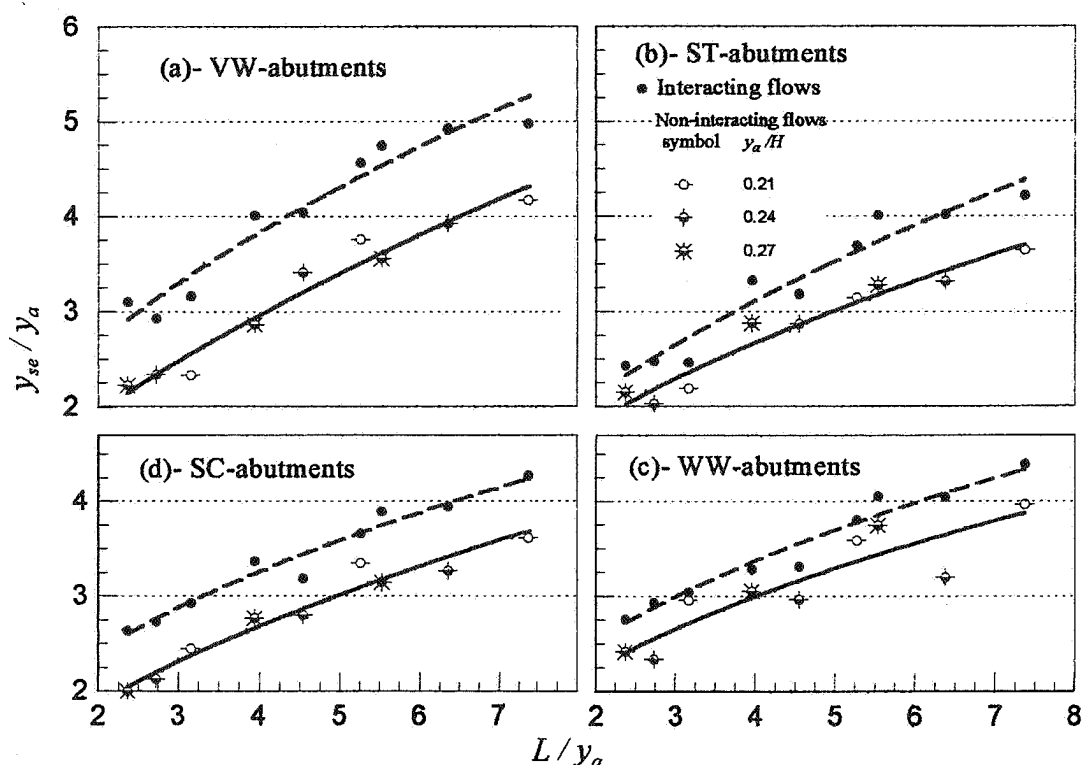 y_se / y_a
6
5
4
3
2
(a)- VW-abutments
(b)- ST-abutments
Interacting flows
Non-interacting flows
symbol y_a /H
0.21
0.24
0.27
4
3
2
(d)- SC-abutments
(c)- WW-abutments
2 3 4 5 6 7
2 3 4 5 6 7 8
L / y_a